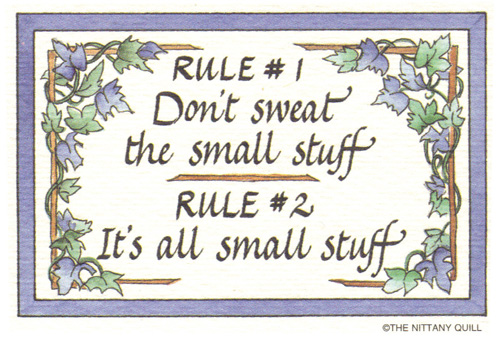 RULE #1
Don't sweat
the small stuff
RULE #2
It's all small stuff
©THE NITTANY QUILL